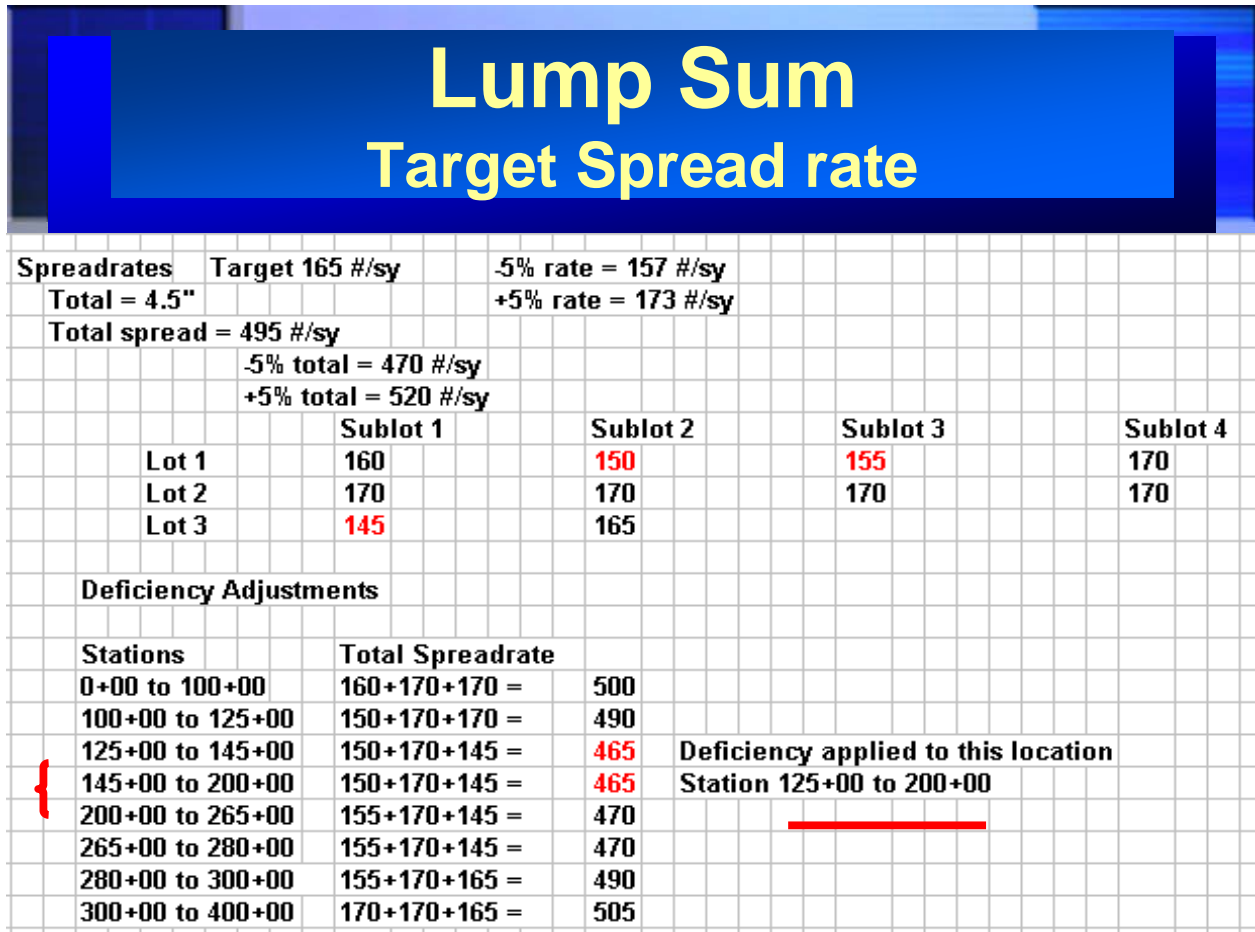 Lump Sum
Target Spread rate
Spreadrates Target 165 #/sy -5% rate = 157 #/sy
Total = 4.5" +5% rate = 173 #/sy
Total spread = 495 #/sy
-5% total = 470 #/sy
+5% total = 520 #/sy
Sublot 1 Sublot 2 Sublot 3 Sublot 4
Lot 1 160 150 155 170
Lot 2 170 170 170 170
Lot 3 145 165
Deficiency Adjustments
Stations Total Spreadrate
0+00 to 100+00 160+170+170 = 500
100+00 to 125+00 150+170+170 = 490
125+00 to 145+00 150+170+145 = 465 Deficiency applied to this location
145+00 to 200+00 150+170+145 = 465 Station 125+00 to 200+00
200+00 to 265+00 155+170+145 = 470
265+00 to 280+00 155+170+145 = 470
280+00 to 300+00 155+170+165 = 490
300+00 to 400+00 170+170+165 = 505